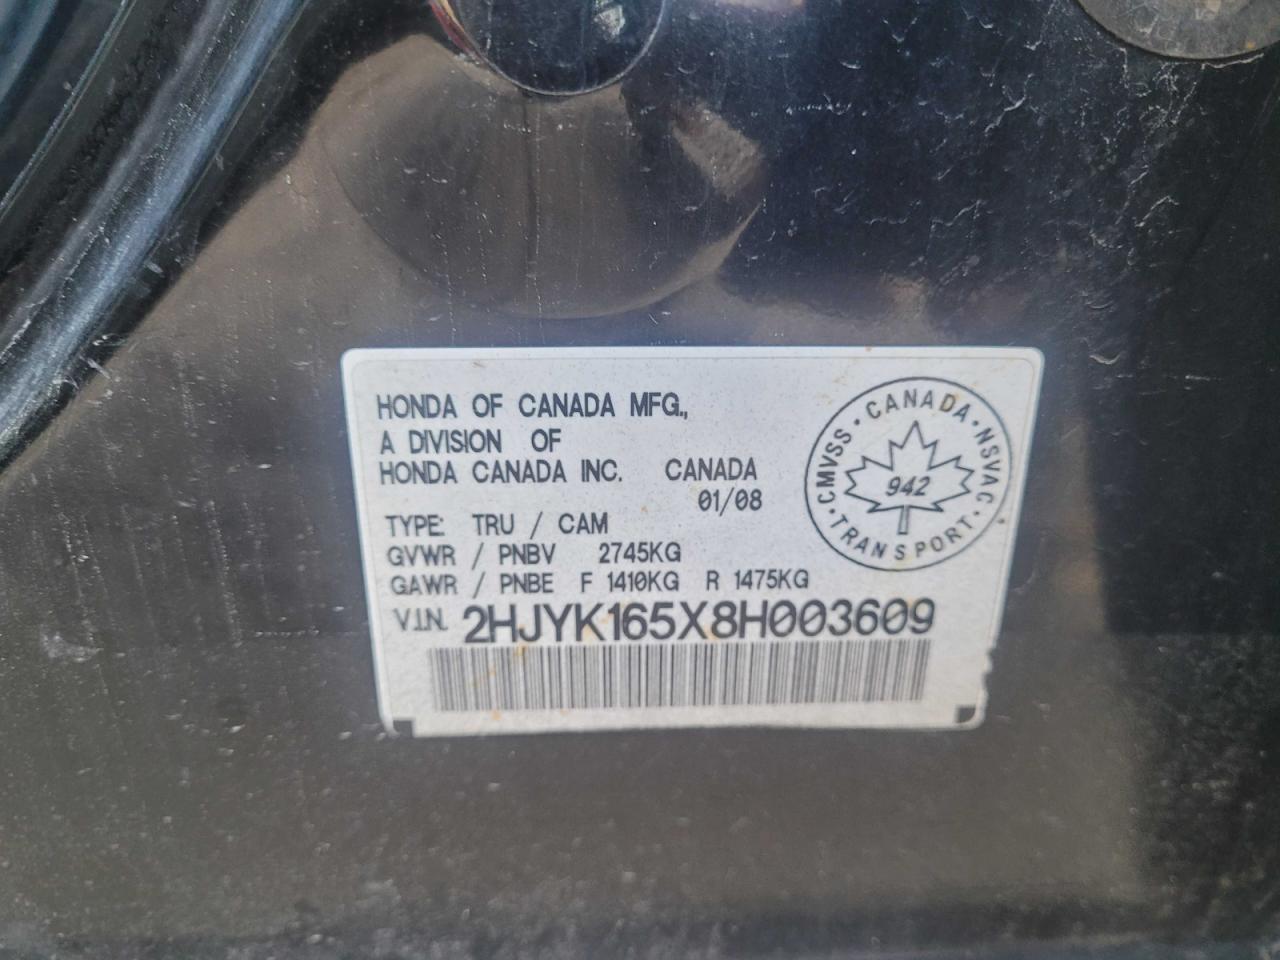 HONDA OF CANADA MFG.,
A DIVISION OF
HONDA CANADA INC. CANADA
01/08
TYPE: TRU / CAM
GVWR / PNBV 2745KG
GAWR / PNBE F 1410KG R 1475KG
V.I.N. 2HJYK165X8H003609
CANADA · NSVAC · TRANSPORT · CMVSS ·
942